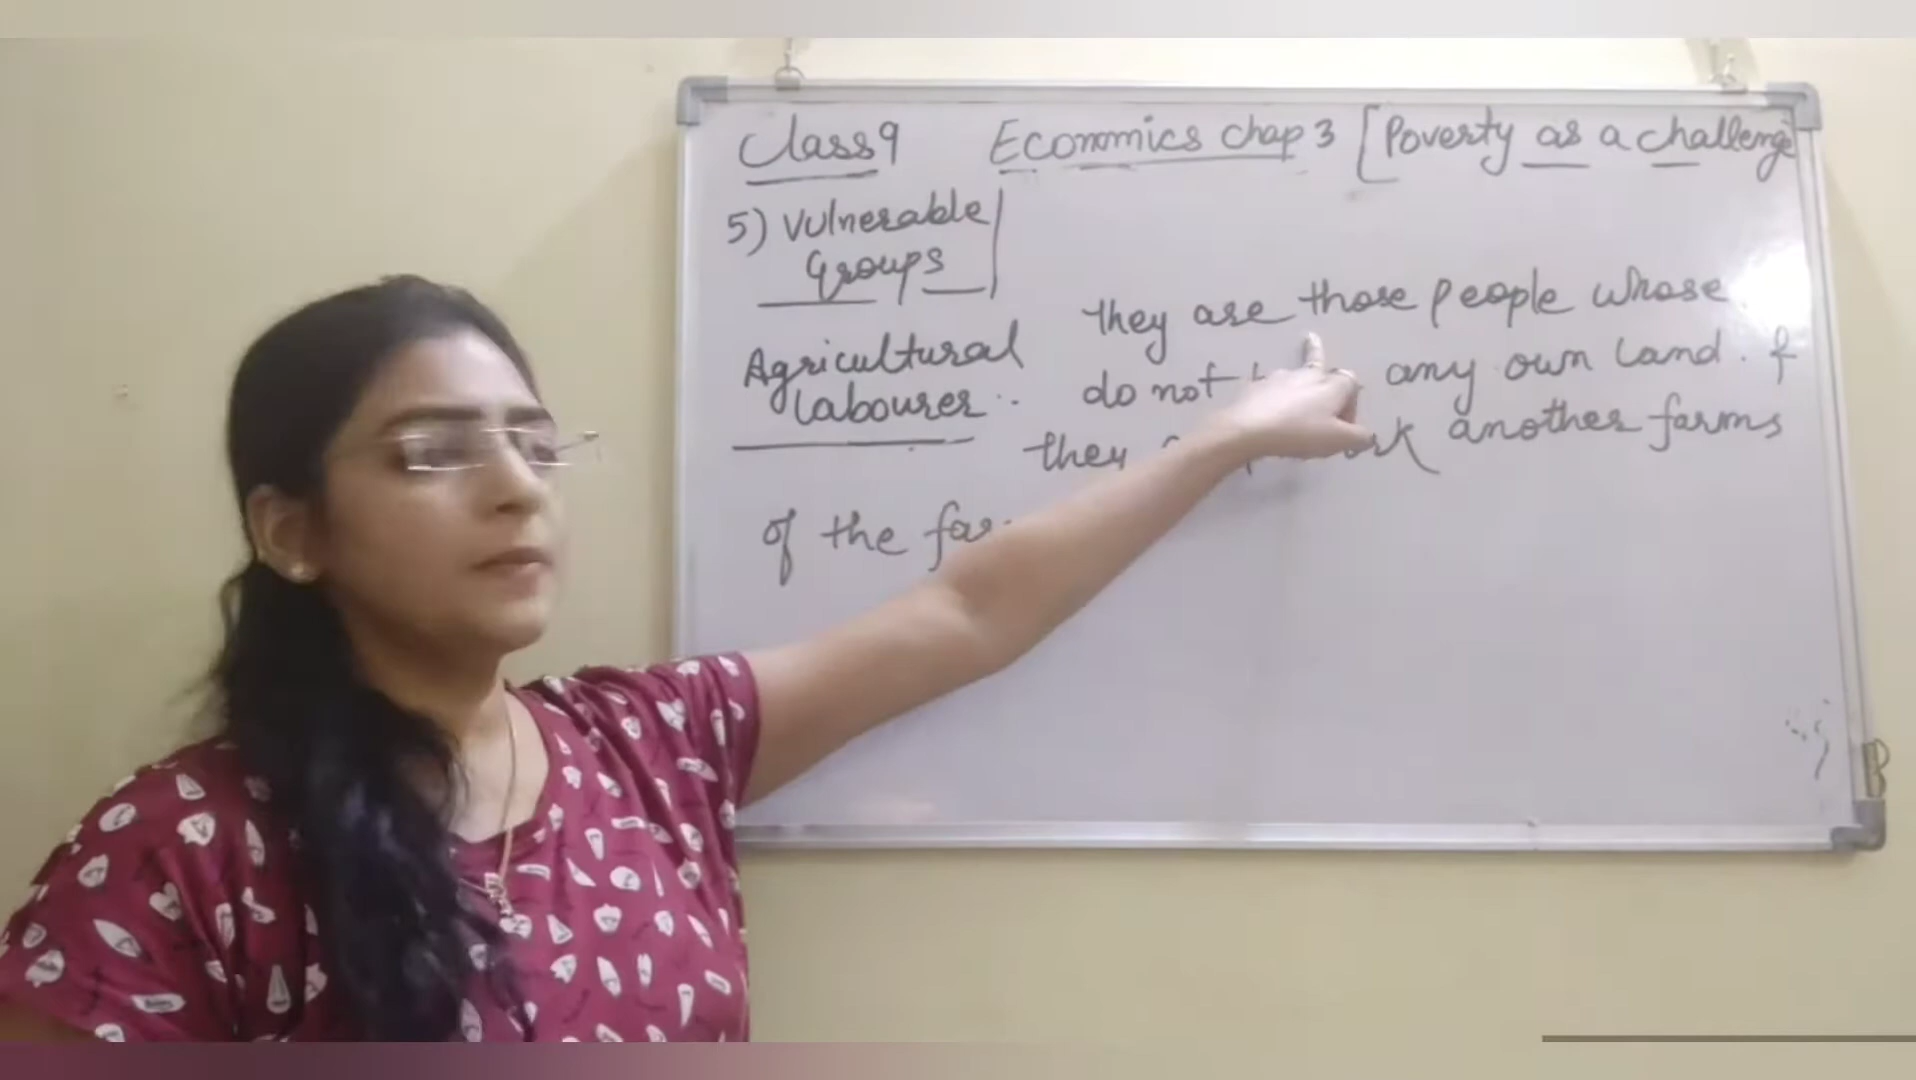 Class 9 Economics Chap 3 [Poverty as a challenge
5) Vulnerable
Groups
Agricultural
Labourer
they are those people whose
do not any own land. &
they another farms
of the